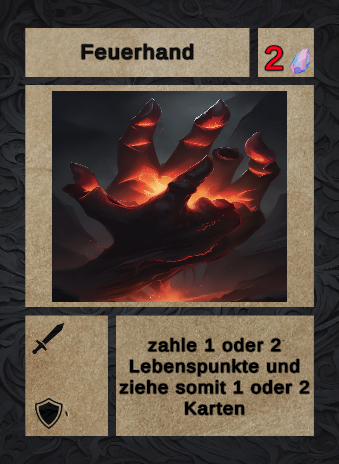 Feuerhand
2
zahle 1 oder 2
Lebenspunkte und
ziehe somit 1 oder 2
Karten